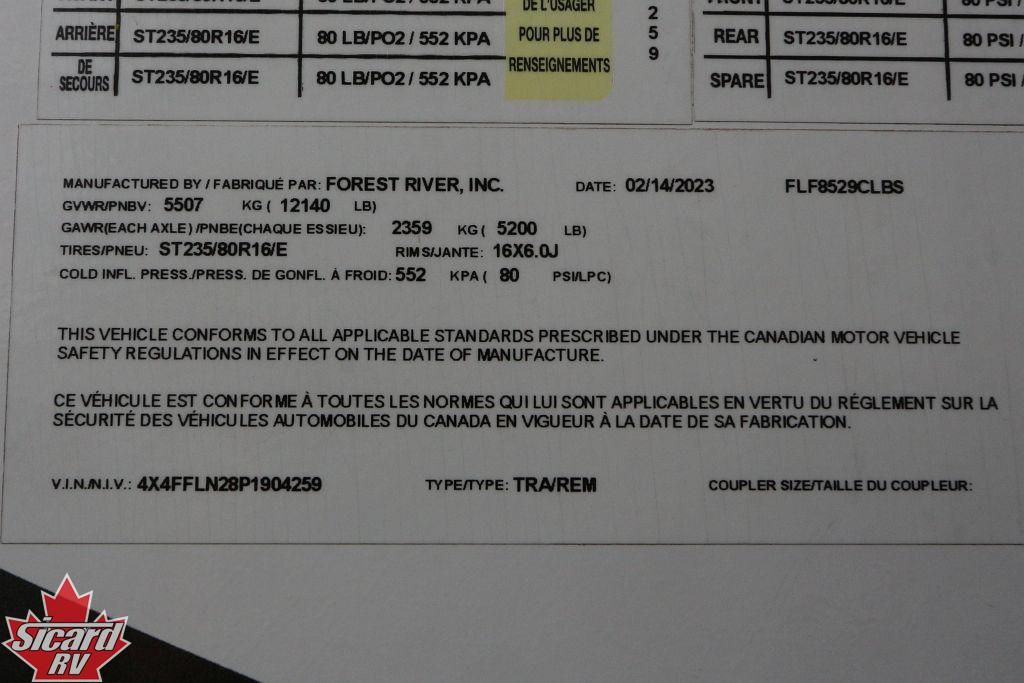 DE L'USAGER
ARRIÈRE ST235/80R16/E 80 LB/PO2 / 552 KPA POUR PLUS DE
DE SECOURS ST235/80R16/E 80 LB/PO2 / 552 KPA RENSEIGNEMENTS
2
5
9
REAR ST235/80R16/E 80 PSI /
SPARE ST235/80R16/E 80 PSI /
MANUFACTURED BY / FABRIQUÉ PAR: FOREST RIVER, INC. DATE: 02/14/2023 FLF8529CLBS
GVWR/PNBV: 5507 KG ( 12140 LB)
GAWR(EACH AXLE) /PNBE(CHAQUE ESSIEU): 2359 KG ( 5200 LB)
TIRES/PNEU: ST235/80R16/E RIMS/JANTE: 16X6.0J
COLD INFL. PRESS./PRESS. DE GONFL. À FROID: 552 KPA ( 80 PSI/LPC)
THIS VEHICLE CONFORMS TO ALL APPLICABLE STANDARDS PRESCRIBED UNDER THE CANADIAN MOTOR VEHICLE
SAFETY REGULATIONS IN EFFECT ON THE DATE OF MANUFACTURE.
CE VÉHICULE EST CONFORME À TOUTES LES NORMES QUI LUI SONT APPLICABLES EN VERTU DU RÉGLEMENT SUR LA
SÉCURITÉ DES VÉHICULES AUTOMOBILES DU CANADA EN VIGUEUR À LA DATE DE SA FABRICATION.
V.I.N./N.I.V.: 4X4FFLN28P1904259 TYPE/TYPE: TRA/REM COUPLER SIZE/TAILLE DU COUPLEUR:
Sicard
RV